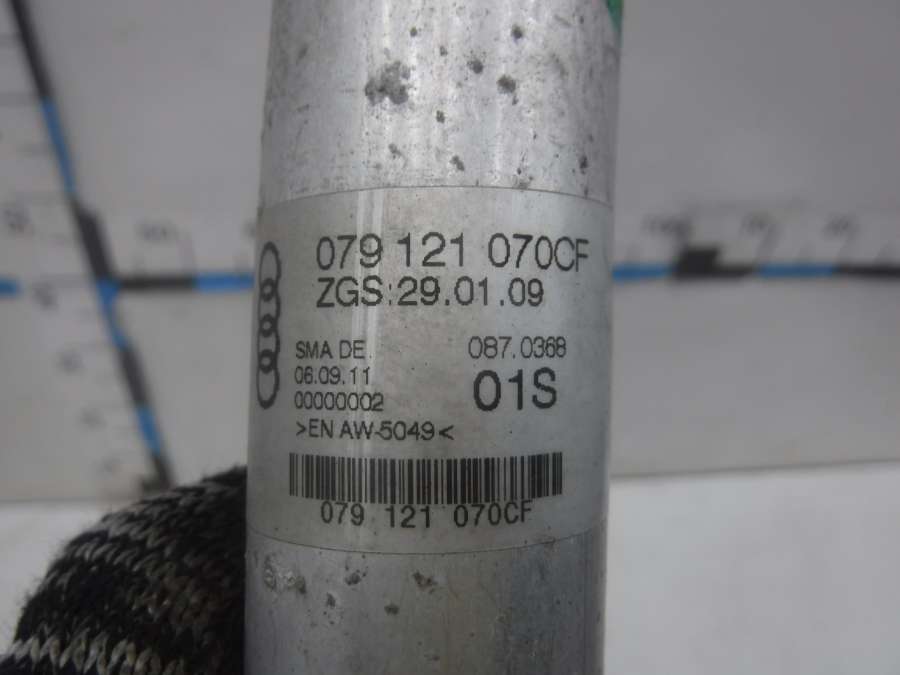 079 121 070CF
ZGS:29.01.09
SMA DE. 087.0368
06.09.11
00000002 01S
>EN AW-5049<
079 121 070CF